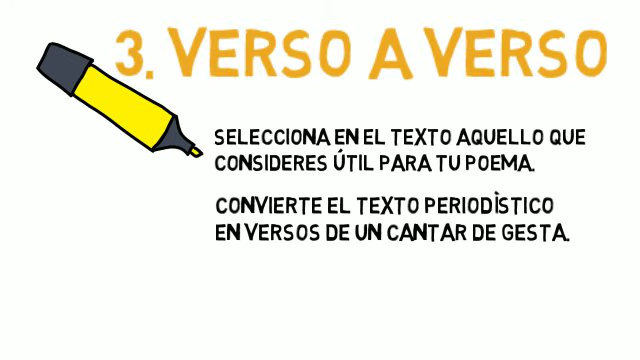 3. VERSO A VERSO
SELECCIONA EN EL TEXTO AQUELLO QUE
CONSIDERES ÚTIL PARA TU POEMA.
CONVIERTE EL TEXTO PERIODÌSTICO
EN VERSOS DE UN CANTAR DE GESTA.